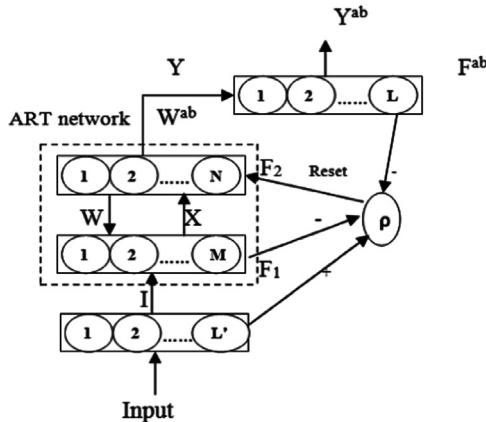 Y^ab
Y
F^ab
1 2 ...... L
W^ab
ART network
1 2 ...... N
F2
Reset
-
W
X
-
ρ
1 2 ...... M
F1
+
I
1 2 ...... L'
Input